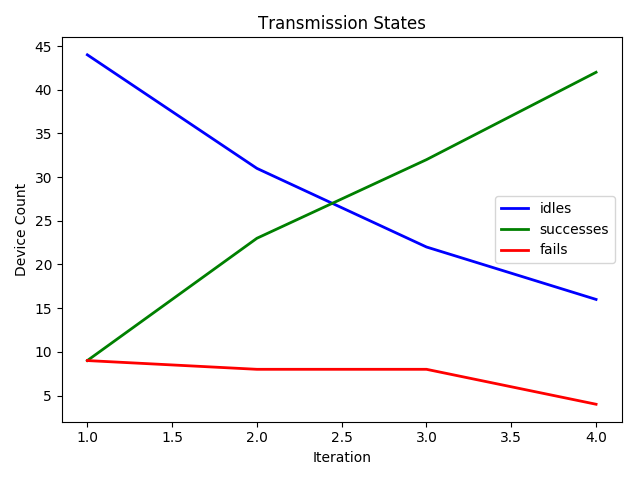 Transmission States
45
40
35
30
25
20
15
10
5
Device Count
idles
successes
fails
1.0 1.5 2.0 2.5 3.0 3.5 4.0
Iteration